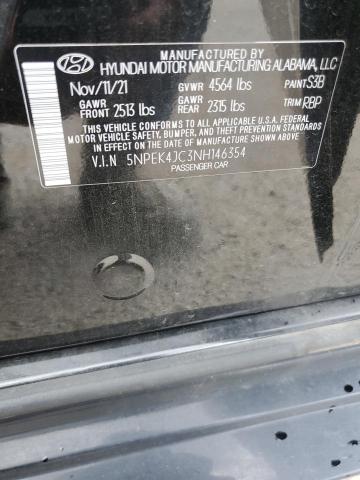 MANUFACTURED BY
HYUNDAI MOTOR MANUFACTURING ALABAMA, LLC
Nov/11/21 GVWR 4564 lbs PAINT S3B
GAWR FRONT 2513 lbs GAWR REAR 2315 lbs TRIM RBP
THIS VEHICLE CONFORMS TO ALL APPLICABLE U.S.A. FEDERAL
MOTOR VEHICLE SAFETY, BUMPER, AND THEFT PREVENTION
STANDARDS IN EFFECT ON THE DATE OF MANUFACTURE SHOWN ABOVE.
V.I.N 5NPEK4JC3NH146354
PASSENGER CAR